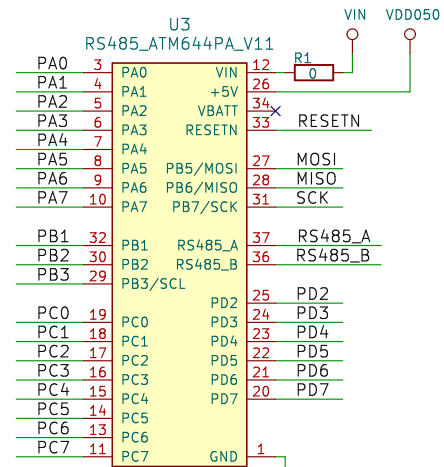 VIN VDD050
U3
RS485_ATM644PA_V11
R1
0
PA0 3 PA0 VIN 12
PA1 4 PA1 +5V 26
PA2 5 PA2 VBATT 34
PA3 6 PA3 RESETN 33 RESETN
PA4 7 PA4
PA5 8 PA5 PB5/MOSI 27 MOSI
PA6 9 PA6 PB6/MISO 28 MISO
PA7 10 PA7 PB7/SCK 31 SCK
PB1 32 PB1 RS485_A 37 RS485_A
PB2 30 PB2 RS485_B 36 RS485_B
PB3 29 PB3/SCL
PD2 25 PD2
PC0 19 PC0 PD3 24 PD3
PC1 18 PC1 PD4 23 PD4
PC2 17 PC2 PD5 22 PD5
PC3 16 PC3 PD6 21 PD6
PC4 15 PC4 PD7 20 PD7
PC5 14 PC5
PC6 13 PC6
PC7 11 PC7 GND 1